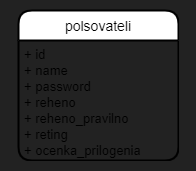 polsovateli
+ id
+ name
+ password
+ reheno
+ reheno_pravilno
+ reting
+ ocenka_prilogenia